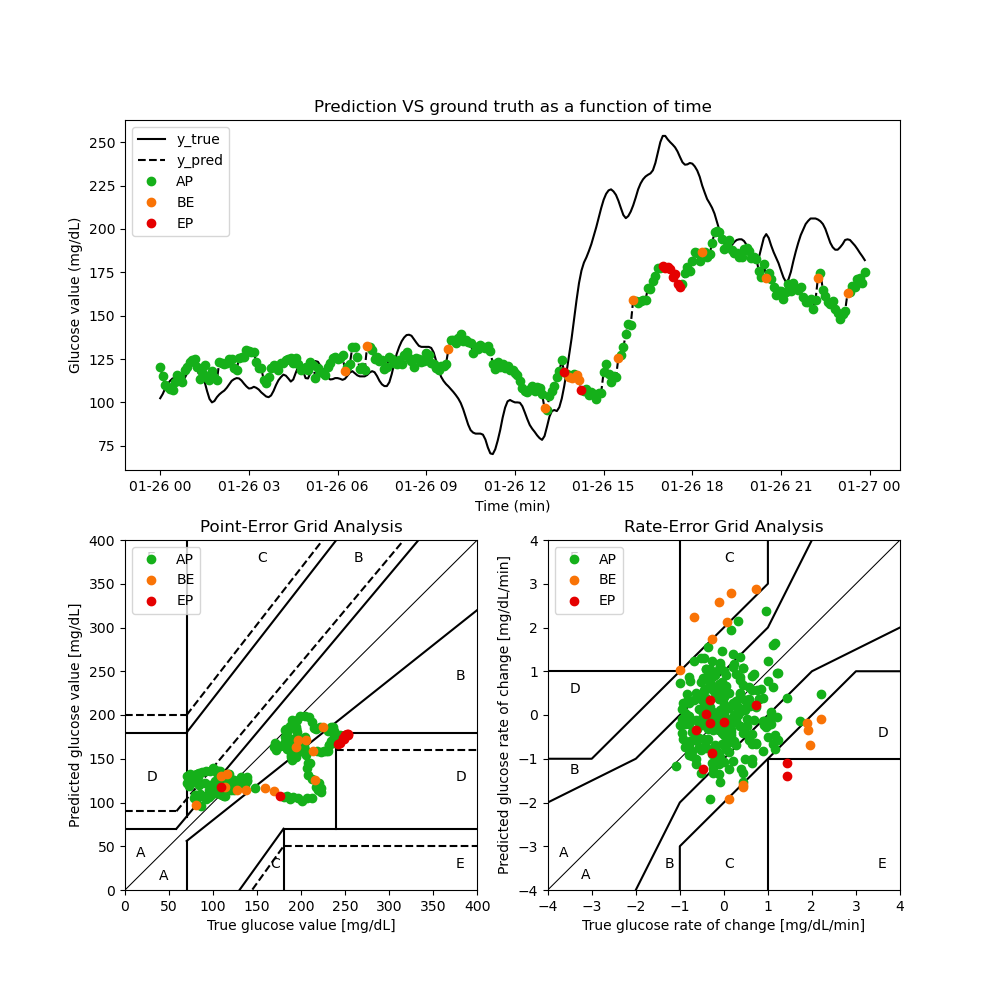 Prediction VS ground truth as a function of time
Glucose value (mg/dL)
250
225
200
175
150
125
100
75
y_true
y_pred
AP
BE
EP
01-26 00 01-26 03 01-26 06 01-26 09 01-26 12 01-26 15 01-26 18 01-26 21 01-27 00
Time (min)
Point-Error Grid Analysis
Predicted glucose value [mg/dL]
400
350
300
250
200
150
100
50
0
AP
BE
EP
C
B
B
D
D
A
A
C
E
0 50 100 150 200 250 300 350 400
True glucose value [mg/dL]
Rate-Error Grid Analysis
Predicted glucose rate of change [mg/dL/min]
4
3
2
1
0
−1
−2
−3
−4
AP
BE
EP
C
D
D
B
A
A
B
C
E
−4 −3 −2 −1 0 1 2 3 4
True glucose rate of change [mg/dL/min]